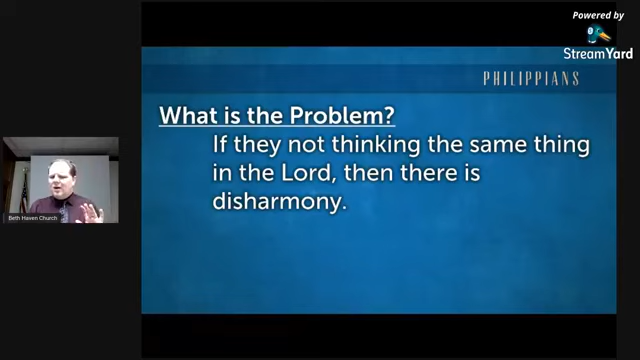 Powered by
StreamYard
PHILIPPIANS
What is the Problem?
If they not thinking the same thing
in the Lord, then there is
disharmony.
Beth Haven Church